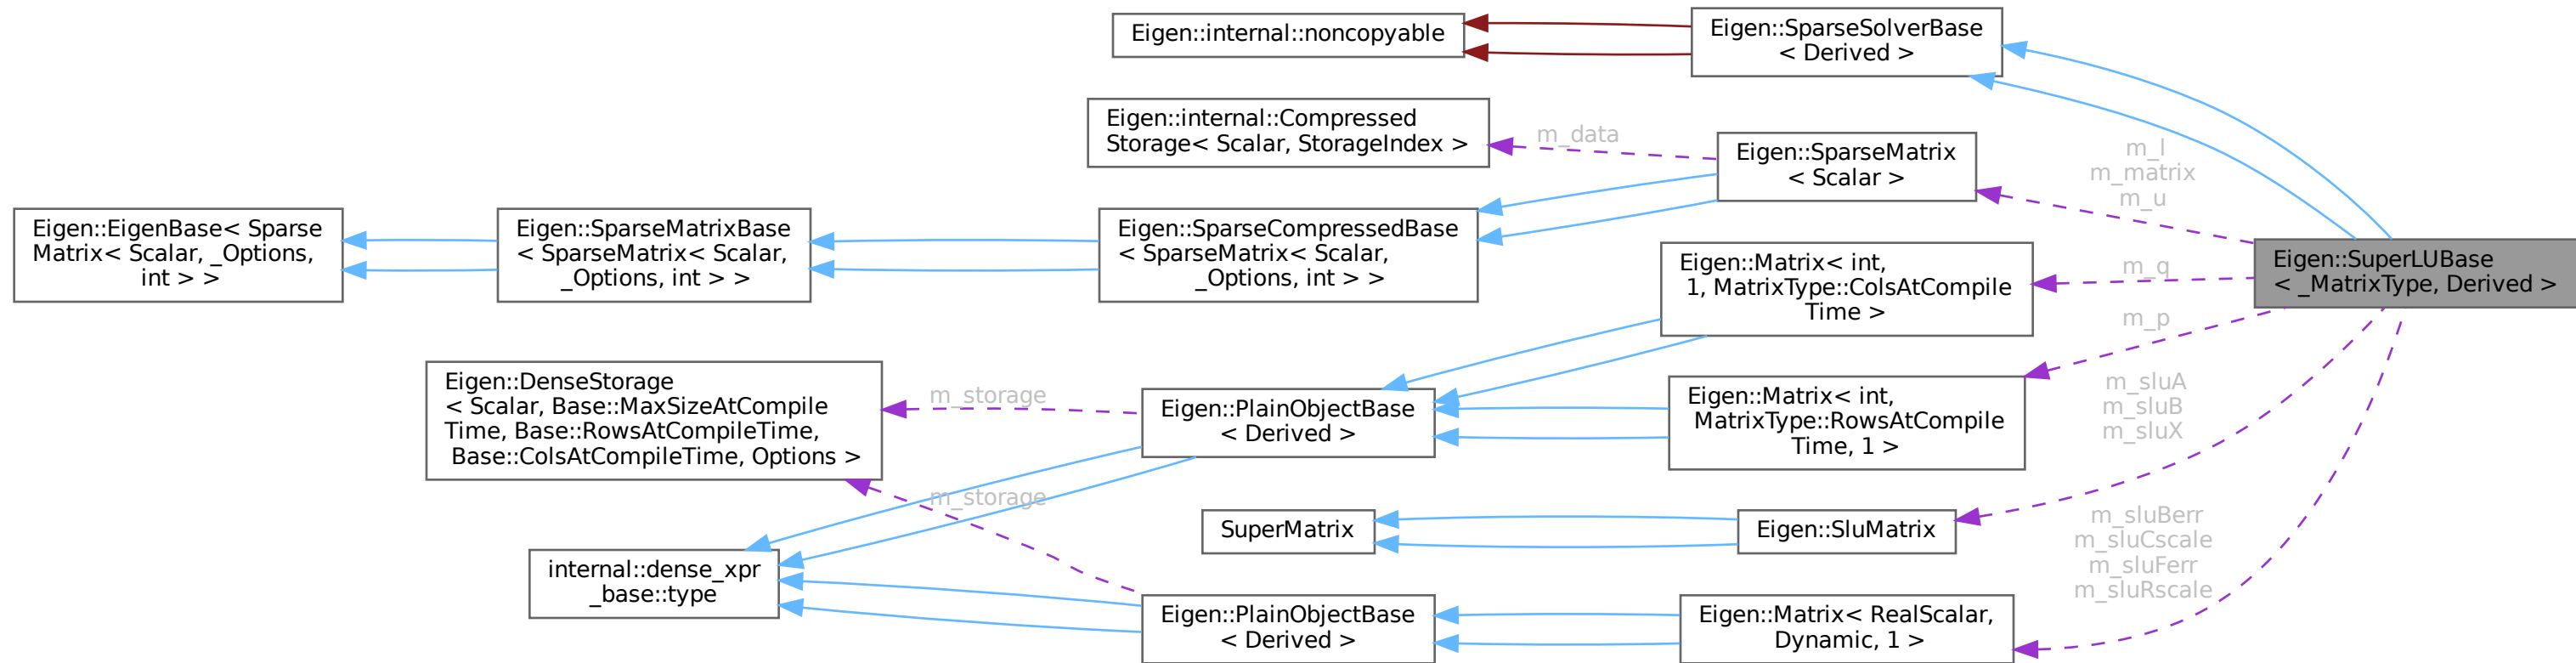 Eigen::internal::noncopyable
Eigen::SparseSolverBase
< Derived >
Eigen::internal::Compressed
Storage< Scalar, StorageIndex >
m_data
Eigen::SparseMatrix
< Scalar >
m_l
m_matrix
m_u
Eigen::EigenBase< Sparse
Matrix< Scalar, _Options,
int > >
Eigen::SparseMatrixBase
< SparseMatrix< Scalar,
_Options, int > >
Eigen::SparseCompressedBase
< SparseMatrix< Scalar,
_Options, int > >
Eigen::Matrix< int,
1, MatrixType::ColsAtCompile
Time >
m_q
Eigen::SuperLUBase
< _MatrixType, Derived >
m_p
Eigen::DenseStorage
< Scalar, Base::MaxSizeAtCompile
Time, Base::RowsAtCompileTime,
Base::ColsAtCompileTime, Options >
m_storage
Eigen::PlainObjectBase
< Derived >
Eigen::Matrix< int,
MatrixType::RowsAtCompile
Time, 1 >
m_sluA
m_sluB
m_sluX
m_storage
SuperMatrix
Eigen::SluMatrix
m_sluBerr
m_sluCscale
m_sluFerr
m_sluRscale
internal::dense_xpr
_base::type
Eigen::PlainObjectBase
< Derived >
Eigen::Matrix< RealScalar,
Dynamic, 1 >